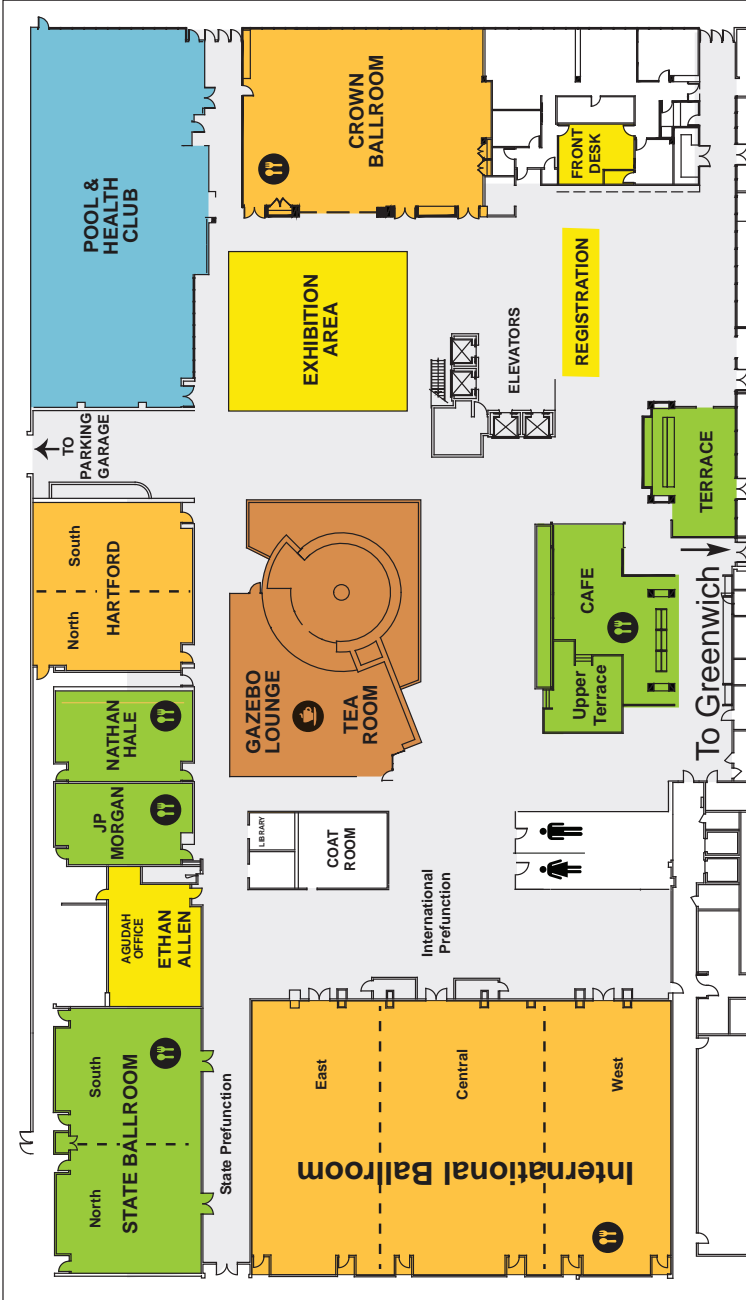 POOL &
HEALTH
CLUB
CROWN
BALLROOM
FRONT
DESK
EXHIBITION
AREA
REGISTRATION
ELEVATORS
TO
PARKING
GARAGE
TERRACE
HARTFORD
North
South
GAZEBO
LOUNGE
TEA
ROOM
CAFE
Upper
Terrace
To Greenwich
NATHAN
HALE
JP
MORGAN
LIBRARY
COAT
ROOM
AGUDAH
OFFICE
ETHAN
ALLEN
International
Prefunction
STATE BALLROOM
North
South
State Prefunction
International Ballroom
East
Central
West